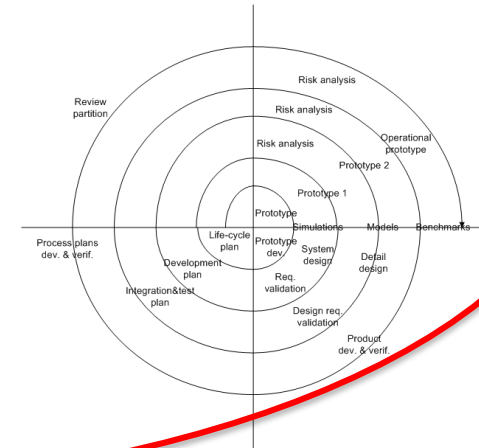 Risk analysis
Review
partition
Risk analysis
Risk analysis
Operational
prototype
Prototype 2
Prototype 1
Prototype
Simulations
Models
Benchmarks
Life-cycle
plan
Process plans
dev. & verif.
Prototype
dev.
System
design
Development
plan
Detail
design
Req.
validation
Integration&test
plan
Design req.
validation
Product
dev. & verif.